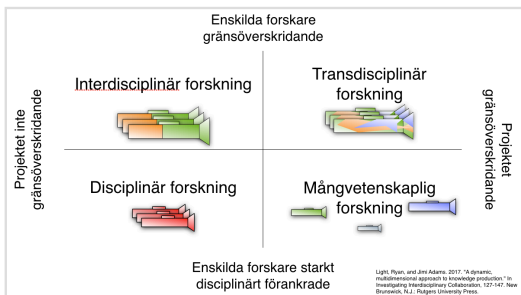 Enskilda forskare
gränsöverskridande
Interdisciplinär forskning
Transdisciplinär
forskning
Projektet inte
gränsöverskridande
Projektet
gränsöverskridande
Disciplinär forskning
Mångvetenskaplig
forskning
Enskilda forskare starkt
disciplinärt förankrade
Light, Ryan, and Jimi Adams. 2017. "A dynamic,
multidimensional approach to knowledge production." In
Investigating Interdisciplinary Collaboration, 127-147. New
Brunswick, N.J.: Rutgers University Press.